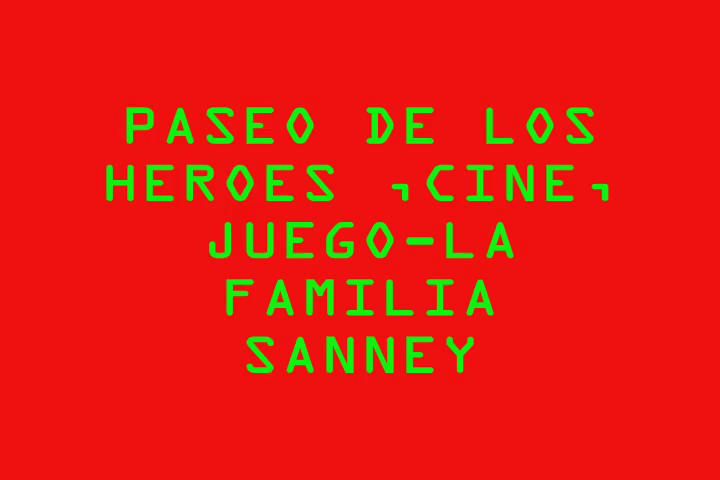 PASEO DE LOS
HEROES ,CINE,
JUEGO-LA
FAMILIA
SANNEY